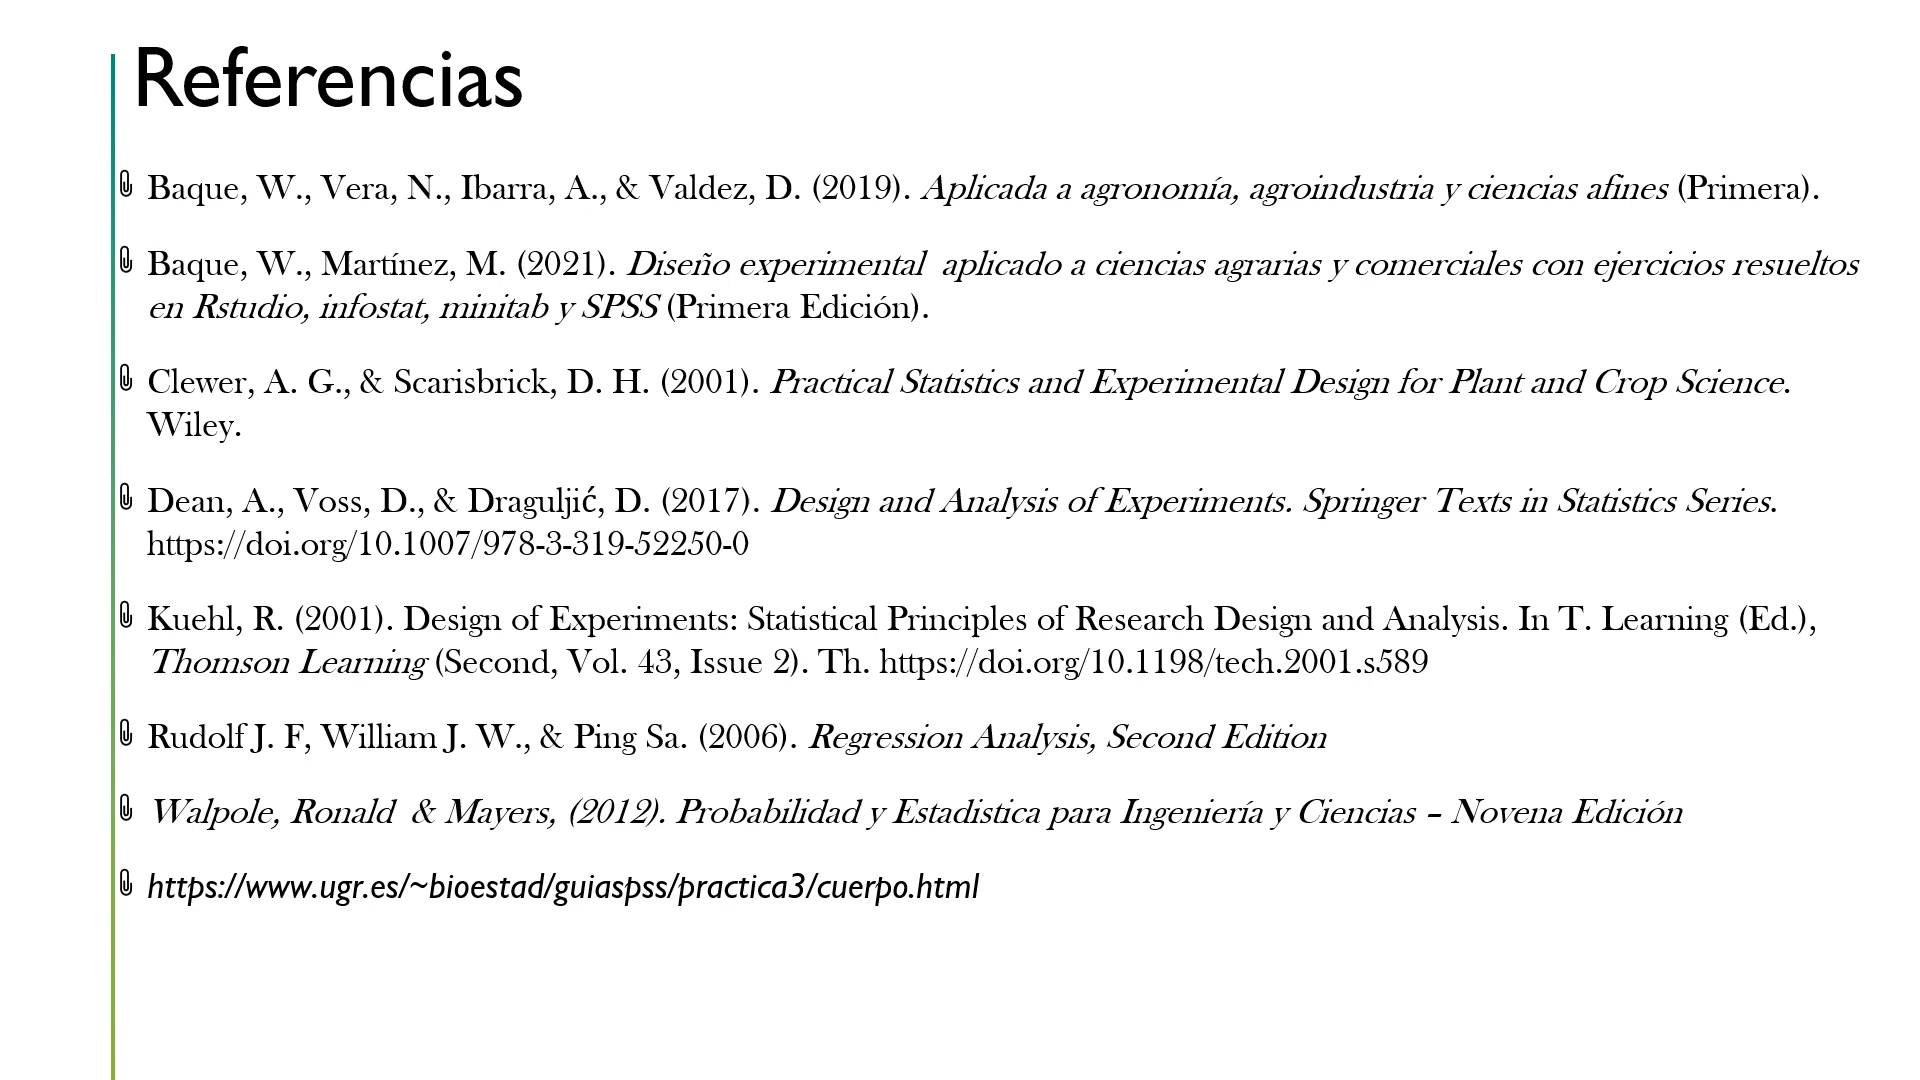 Referencias
Baque, W., Vera, N., Ibarra, A., & Valdez, D. (2019). Aplicada a agronomía, agroindustria y ciencias afines (Primera).
Baque, W., Martínez, M. (2021). Diseño experimental  aplicado a ciencias agrarias y comerciales con ejercicios resueltos
en Rstudio, infostat, minitab y SPSS (Primera Edición).
Clewer, A. G., & Scarisbrick, D. H. (2001). Practical Statistics and Experimental Design for Plant and Crop Science.
Wiley.
Dean, A., Voss, D., & Draguljić, D. (2017). Design and Analysis of Experiments. Springer Texts in Statistics Series.
https://doi.org/10.1007/978-3-319-52250-0
Kuehl, R. (2001). Design of Experiments: Statistical Principles of Research Design and Analysis. In T. Learning (Ed.),
Thomson Learning (Second, Vol. 43, Issue 2). Th. https://doi.org/10.1198/tech.2001.s589
Rudolf J. F, William J. W., & Ping Sa. (2006). Regression Analysis, Second Edition
Walpole, Ronald  & Mayers, (2012). Probabilidad y Estadistica para Ingeniería y Ciencias – Novena Edición
https://www.ugr.es/~bioestad/guiaspss/practica3/cuerpo.html